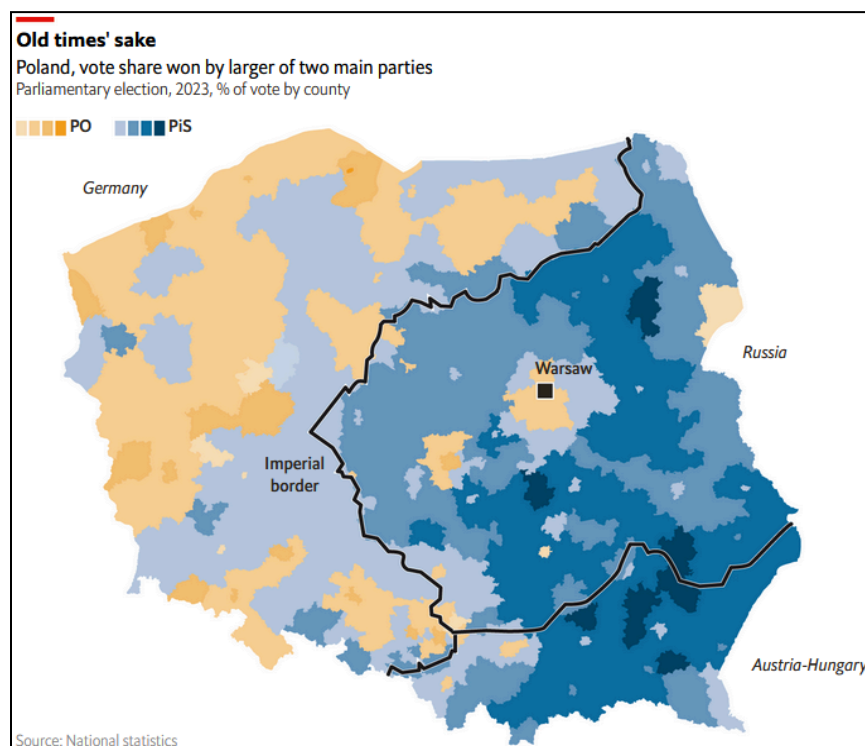 Old times' sake
Poland, vote share won by larger of two main parties
Parliamentary election, 2023, % of vote by county
PO PiS
Germany
Russia
Warsaw
Imperial
border
Austria-Hungary
Source: National statistics